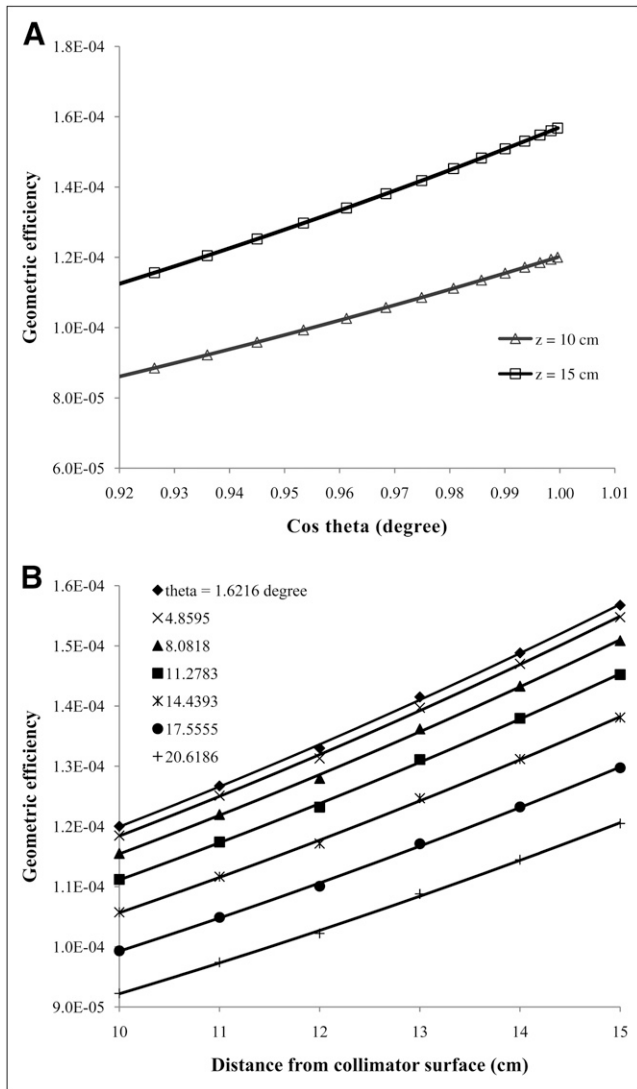 A
1.8E-04
1.6E-04
1.4E-04
1.2E-04
1.0E-04
8.0E-05
6.0E-05
Geometric efficiency
z = 10 cm
z = 15 cm
0.92 0.93 0.94 0.95 0.96 0.97 0.98 0.99 1.00 1.01
Cos theta (degree)
B
1.6E-04
1.5E-04
1.4E-04
1.3E-04
1.2E-04
1.1E-04
1.0E-04
9.0E-05
Geometric efficiency
theta = 1.6216 degree
4.8595
8.0818
11.2783
14.4393
17.5555
20.6186
10 11 12 13 14 15
Distance from collimator surface (cm)